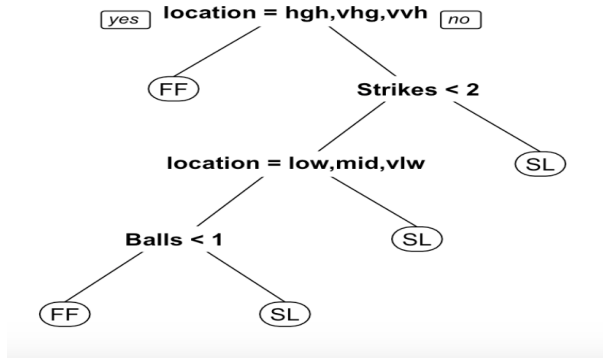 yes location = hgh,vhg,vvh no
FF Strikes < 2
location = low,mid,vlw SL
Balls < 1 SL
FF SL